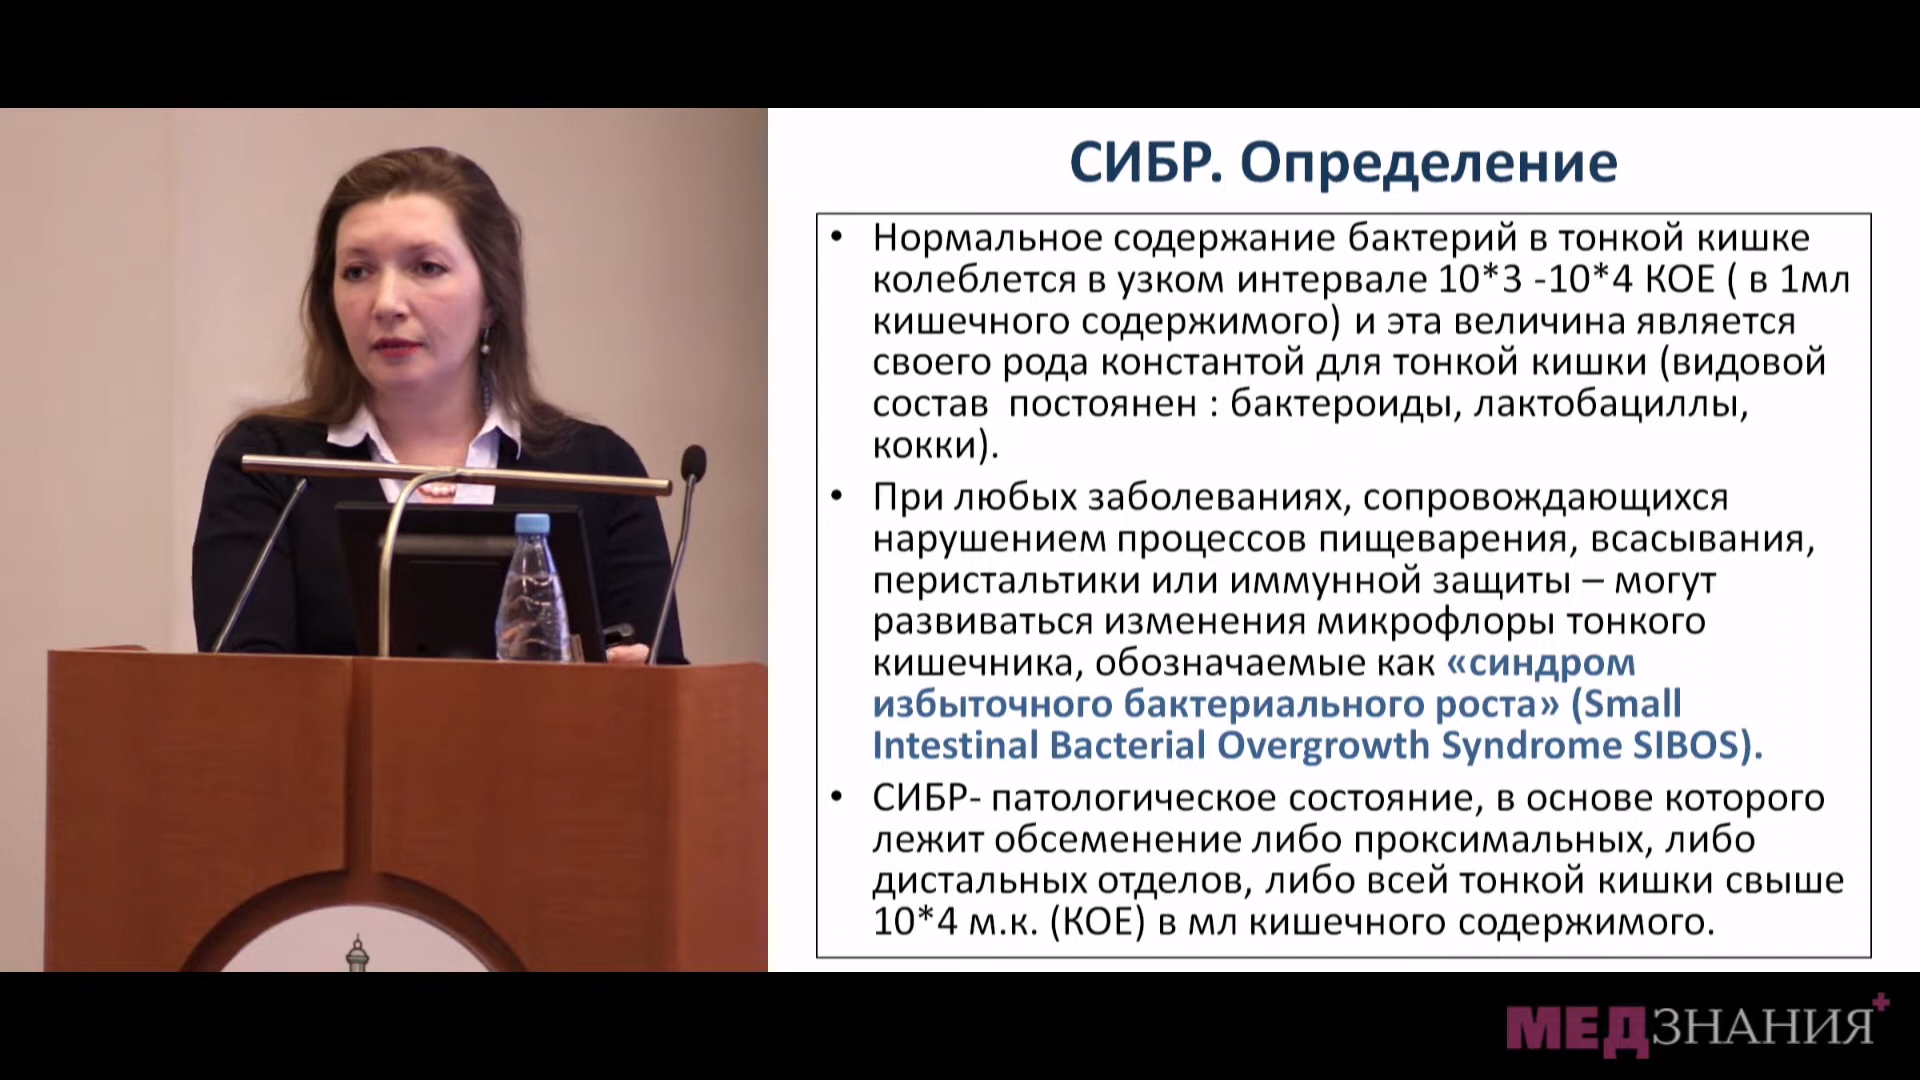 СИБР. Определение
• Нормальное содержание бактерий в тонкой кишке
колеблется в узком интервале 10*3 -10*4 КОЕ ( в 1мл
кишечного содержимого) и эта величина является
своего рода константой для тонкой кишки (видовой
состав  постоянен : бактероиды, лактобациллы,
кокки).
• При любых заболеваниях, сопровождающихся
нарушением процессов пищеварения, всасывания,
перистальтики или иммунной защиты – могут
развиваться изменения микрофлоры тонкого
кишечника, обозначаемые как «синдром
избыточного бактериального роста» (Small
Intestinal Bacterial Overgrowth Syndrome SIBOS).
• СИБР- патологическое состояние, в основе которого
лежит обсеменение либо проксимальных, либо
дистальных отделов, либо всей тонкой кишки свыше
10*4 м.к. (КОЕ) в мл кишечного содержимого.
МЕДЗНАНИЯ+